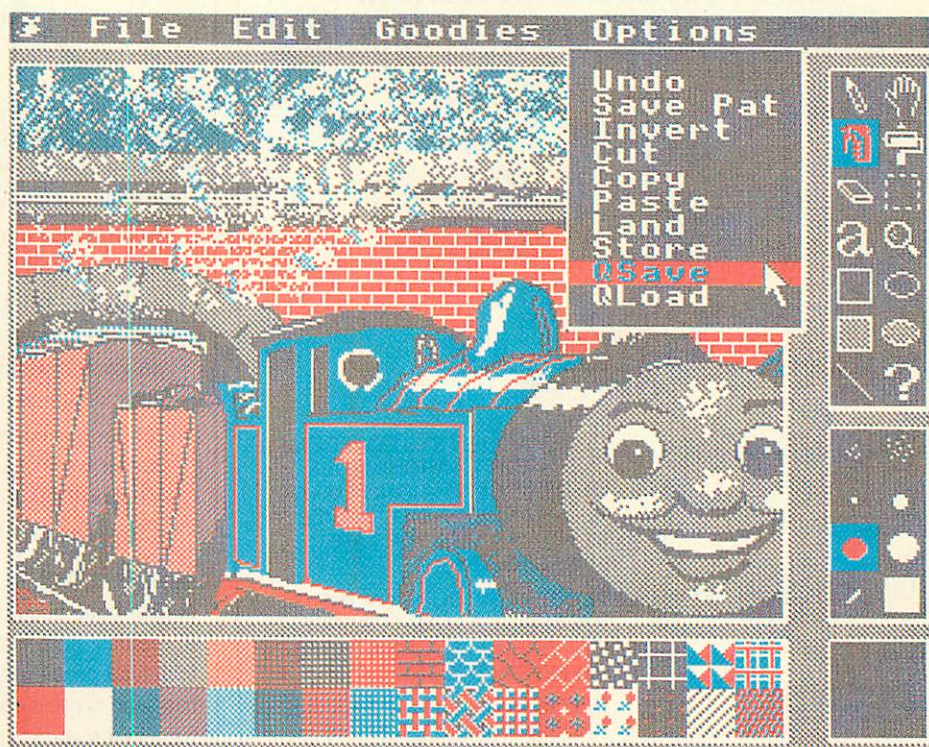 File Edit Goodies Options
Undo
Save Pat
Invert
Cut
Copy
Paste
Land
Store
QSave
QLoad
a
?
1